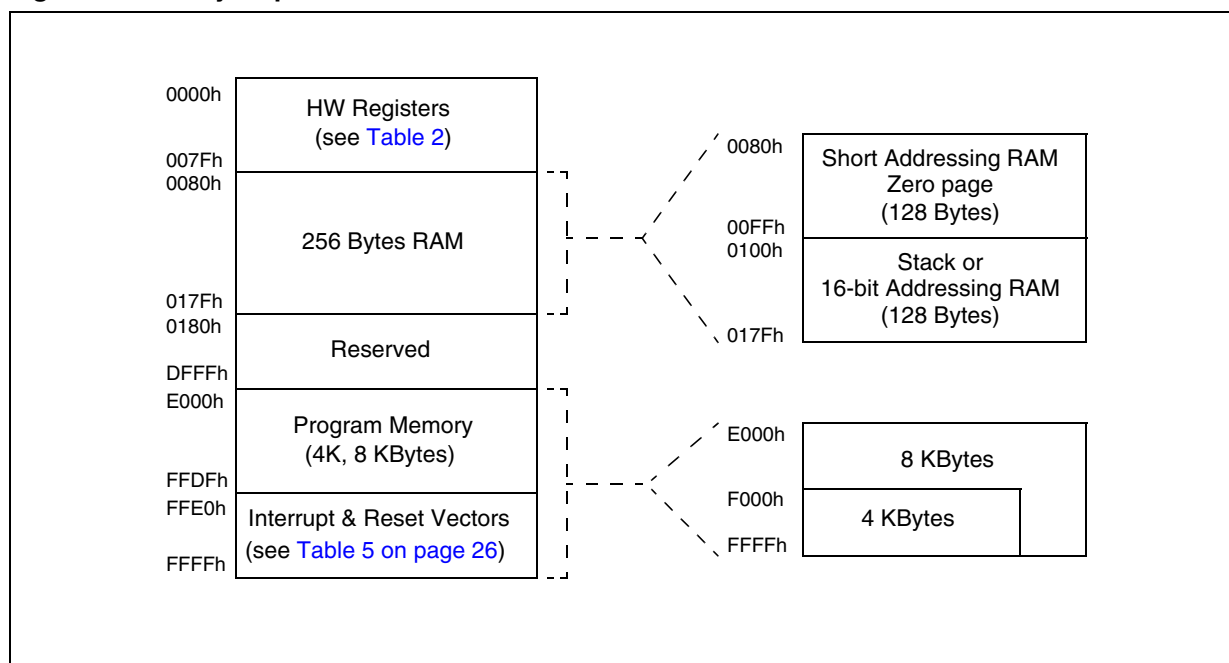 0000h
HW Registers
(see Table 2)
007Fh
0080h
256 Bytes RAM
017Fh
0180h
Reserved
DFFFh
E000h
Program Memory
(4K, 8 KBytes)
FFDFh
FFE0h
Interrupt & Reset Vectors
(see Table 5 on page 26)
FFFFh
0080h
Short Addressing RAM
Zero page
(128 Bytes)
00FFh
0100h
Stack or
16-bit Addressing RAM
(128 Bytes)
017Fh
E000h
8 KBytes
F000h
4 KBytes
FFFFh